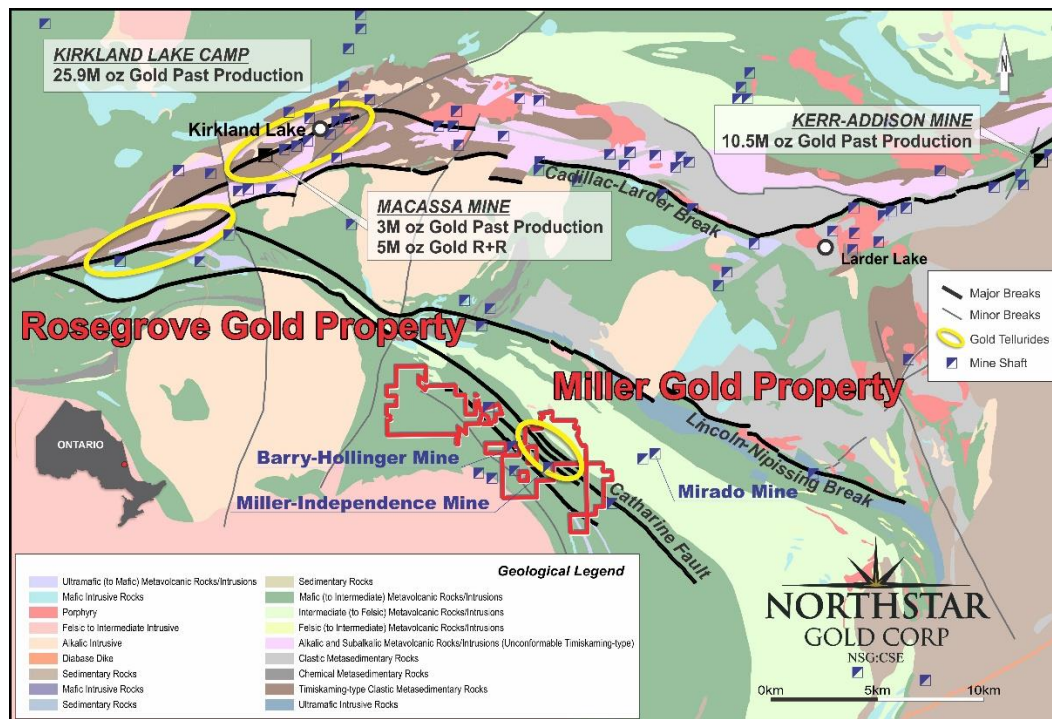 KIRKLAND LAKE CAMP
25.9M oz Gold Past Production
N
Kirkland Lake
KERR-ADDISON MINE
10.5M oz Gold Past Production
MACASSA MINE
3M oz Gold Past Production
5M oz Gold R+R
Cadillac-Larder Break
Larder Lake
Major Breaks
Minor Breaks
Gold Tellurides
Mine Shaft
Rosegrove Gold Property
Miller Gold Property
ONTARIO
Barry-Hollinger Mine
Miller-Independence Mine
Mirado Mine
Lincoln-Nipissing Break
Catharine Fault
Geological Legend
Ultramafic (to Mafic) Metavolcanic Rocks/Intrusions
Mafic Intrusive Rocks
Porphyry
Felsic to Intermediate Intrusive
Alkalic Intrusive
Diabase Dike
Sedimentary Rocks
Mafic Intrusive Rocks
Sedimentary Rocks
Sedimentary Rocks
Mafic (to Intermediate) Metavolcanic Rocks/Intrusions
Intermediate (to Felsic) Metavolcanic Rocks/Intrusions
Felsic (to Intermediate) Metavolcanic Rocks/Intrusions
Alkalic and Subalkalic Metavolcanic Rocks/Intrusions (Unconformable Timiskaming-type)
Clastic Metasedimentary Rocks
Chemical Metasedimentary Rocks
Timiskaming-type Clastic Metasedimentary Rocks
Ultramafic Intrusive Rocks
NORTHSTAR
GOLD CORP
NSG:CSE
0km 5km 10km